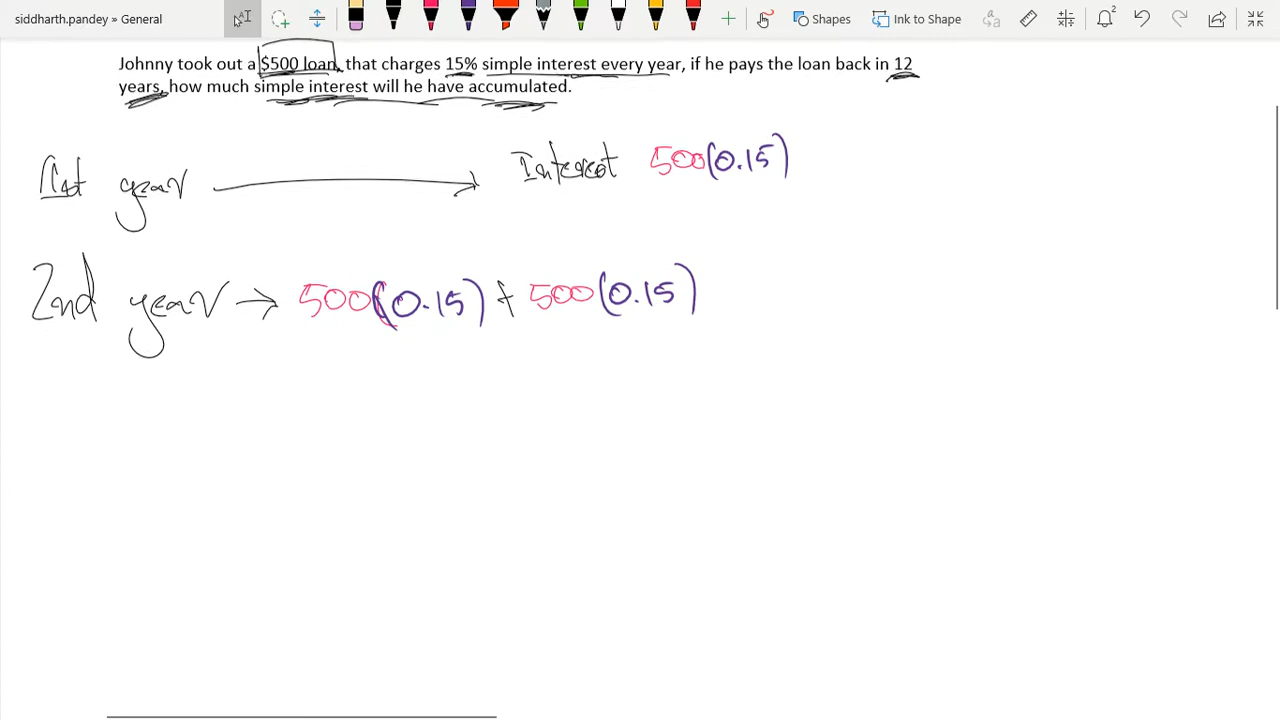 siddharth.pandey » General
Shapes
Ink to Shape
2
Johnny took out a $500 loan, that charges 15% simple interest every year, if he pays the loan back in 12
years, how much simple interest will he have accumulated.
1st year → Interest 500(0.15)
2nd year → 500(0.15) + 500(0.15)